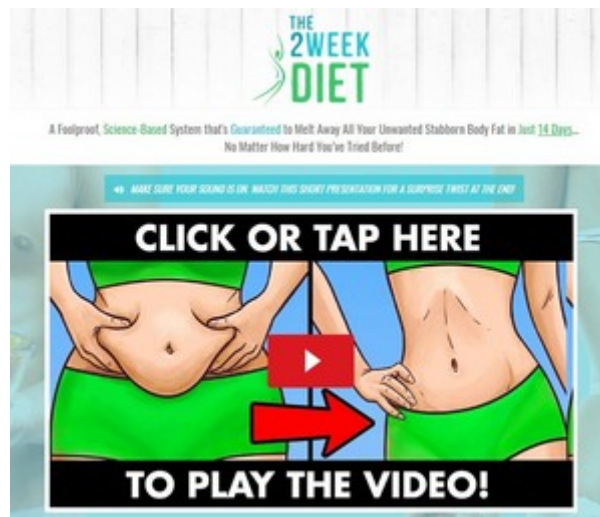 THE
2WEEK
DIET
A Foolproof, Science-Based System that's Guaranteed to Melt Away All Your Unwanted Stubborn Body Fat in Just 14 Days...
No Matter How Hard You've Tried Before!
MAKE SURE YOUR SOUND IS ON. WATCH THIS SHORT PRESENTATION FOR A SURPRISE TWIST AT THE END!
CLICK OR TAP HERE
TO PLAY THE VIDEO!